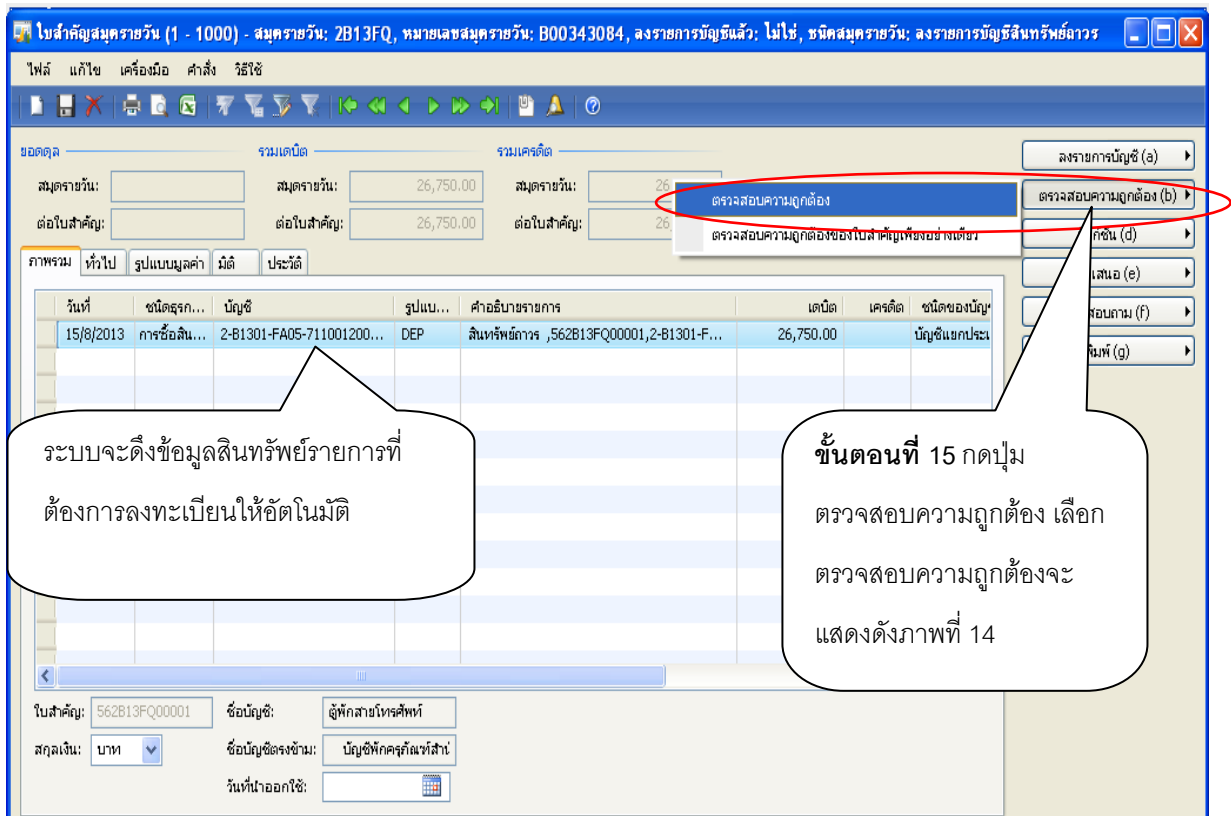 ใบสำคัญสมุดรายวัน (1 - 1000) - สมุดรายวัน: 2B13FQ, หมายเลขสมุดรายวัน: B00343084, ลงรายการบัญชีแล้ว: ไม่ใช่, ชนิดสมุดรายวัน: ลงรายการบัญชีสินทรัพย์ถาวร
ไฟล์ แก้ไข เครื่องมือ คำสั่ง วิธีใช้
ยอดดุล รวมเดบิต รวมเครดิต
ลงรายการบัญชี (a)
สมุดรายวัน: สมุดรายวัน: 26,750.00 สมุดรายวัน: 26
ตรวจสอบความถูกต้อง
ตรวจสอบความถูกต้อง (b)
ต่อใบสำคัญ: ต่อใบสำคัญ: 26,750.00 ต่อใบสำคัญ: 26
ตรวจสอบความถูกต้องของใบสำคัญเพียงอย่างเดียว
กชัน (d)
ภาพรวม ทั่วไป รูปแบบมูลค่า มิติ ประวัติ
เสนอ (e)
วันที่ ชนิดธุรก... บัญชี รูปแบ... คำอธิบายรายการ เดบิต เครดิต ชนิดของบัญช
สอบถาม (f)
15/8/2013 การซื้อสิน... 2-B1301-FA05-711001200... DEP สินทรัพย์ถาวร ,562B13FQ00001,2-B1301-F... 26,750.00 บัญชีแยกประเ
พิมพ์ (g)
ระบบจะดึงข้อมูลสินทรัพย์รายการที่
ต้องการลงทะเบียนให้อัตโนมัติ
ขั้นตอนที่ 15 กดปุ่ม
ตรวจสอบความถูกต้อง เลือก
ตรวจสอบความถูกต้องจะ
แสดงดังภาพที่ 14
ใบสำคัญ: 562B13FQ00001 ชื่อบัญชี: ตู้พักสายโทรศัพท์
สกุลเงิน: บาท ชื่อบัญชีตรงข้าม: บัญชีพักครุภัณฑ์สำน
วันที่นำออกใช้: